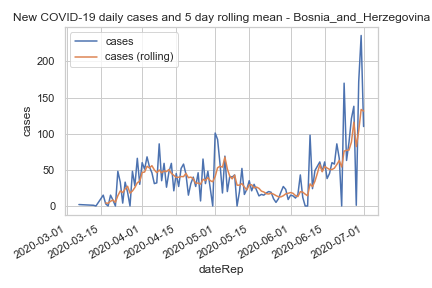 New COVID-19 daily cases and 5 day rolling mean - Bosnia_and_Herzegovina
cases
cases (rolling)
200
150
100
50
0
cases
2020-03-01
2020-03-15
2020-04-01
2020-04-15
2020-05-01
2020-05-15
2020-06-01
2020-06-15
2020-07-01
dateRep